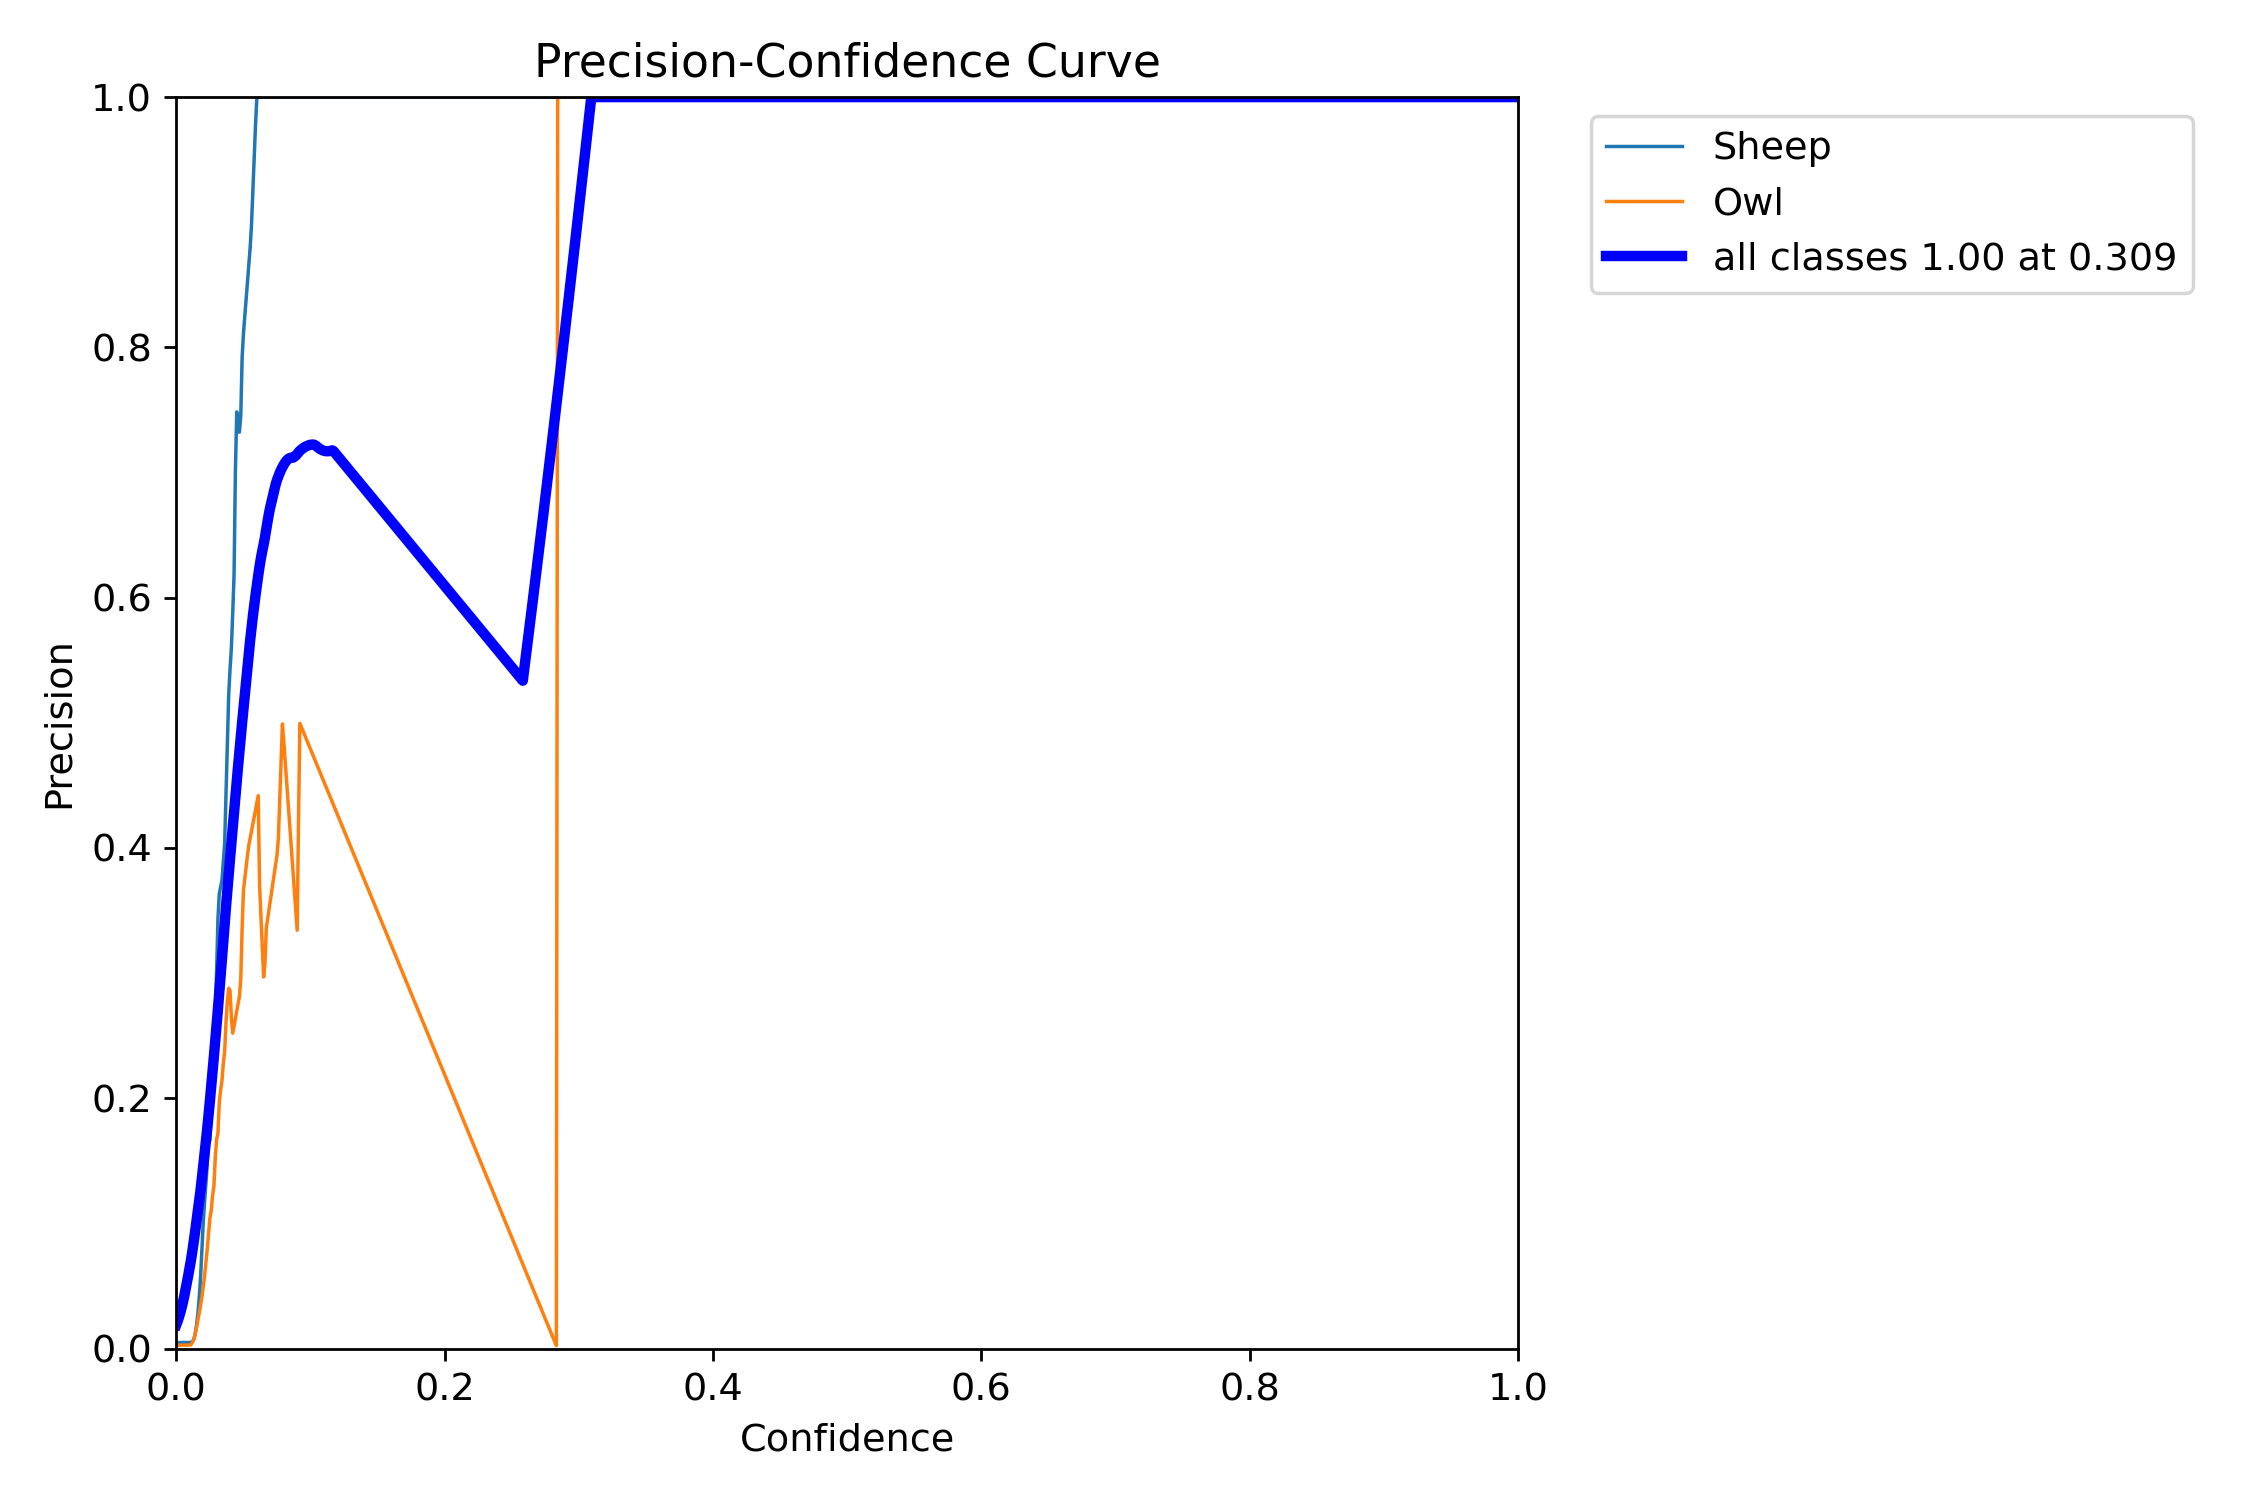 Precision-Confidence Curve
1.0
0.8
0.6
0.4
0.2
0.0
Precision
0.0 0.2 0.4 0.6 0.8 1.0
Confidence
Sheep
Owl
all classes 1.00 at 0.309